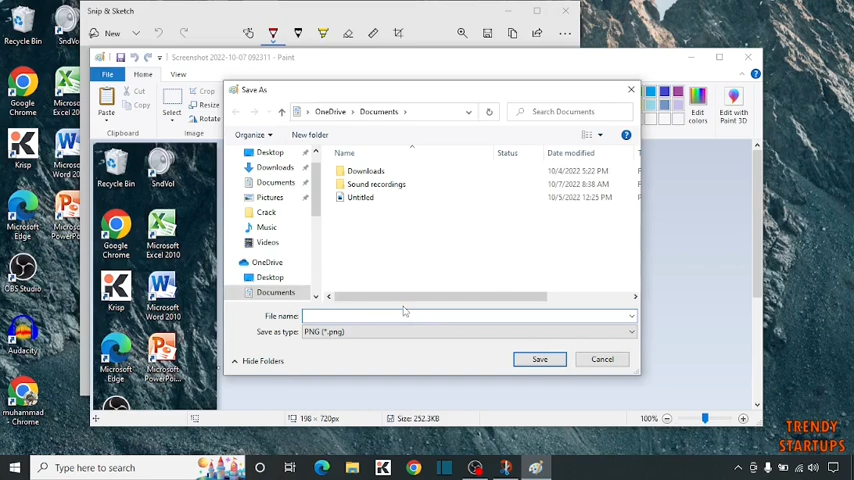 Snip & Sketch
New
Recycle Bin
SndVol
Screenshot 2022-10-07 092311 - Paint
File
Home
View
Paste
Cut
Copy
Clipboard
Select
Crop
Resize
Rotate
Image
Edit
colors
Edit with
Paint 3D
Save As
OneDrive
Documents
Search Documents
Organize
New folder
Name
Status
Date modified
Desktop
Downloads
Documents
Pictures
Crack
Music
Videos
OneDrive
Desktop
Documents
Downloads
10/4/2022 5:22 PM
Sound recordings
10/7/2022 8:38 AM
Untitled
10/5/2022 12:25 PM
File name:
Save as type:
PNG (*.png)
Hide Folders
Save
Cancel
Google
Chrome
Microsoft
Excel 2010
Krisp
Microsoft
Edge
OBS Studio
Audacity
muhammad
- Chrome
Recycle Bin
SndVol
Google
Chrome
Microsoft
Excel 2010
Krisp
Microsoft
Word 2010
Microsoft
Edge
Microsoft
PowerPoi...
198 × 720px
Size: 252.3KB
100%
TRENDY
STARTUPS
Type here to search